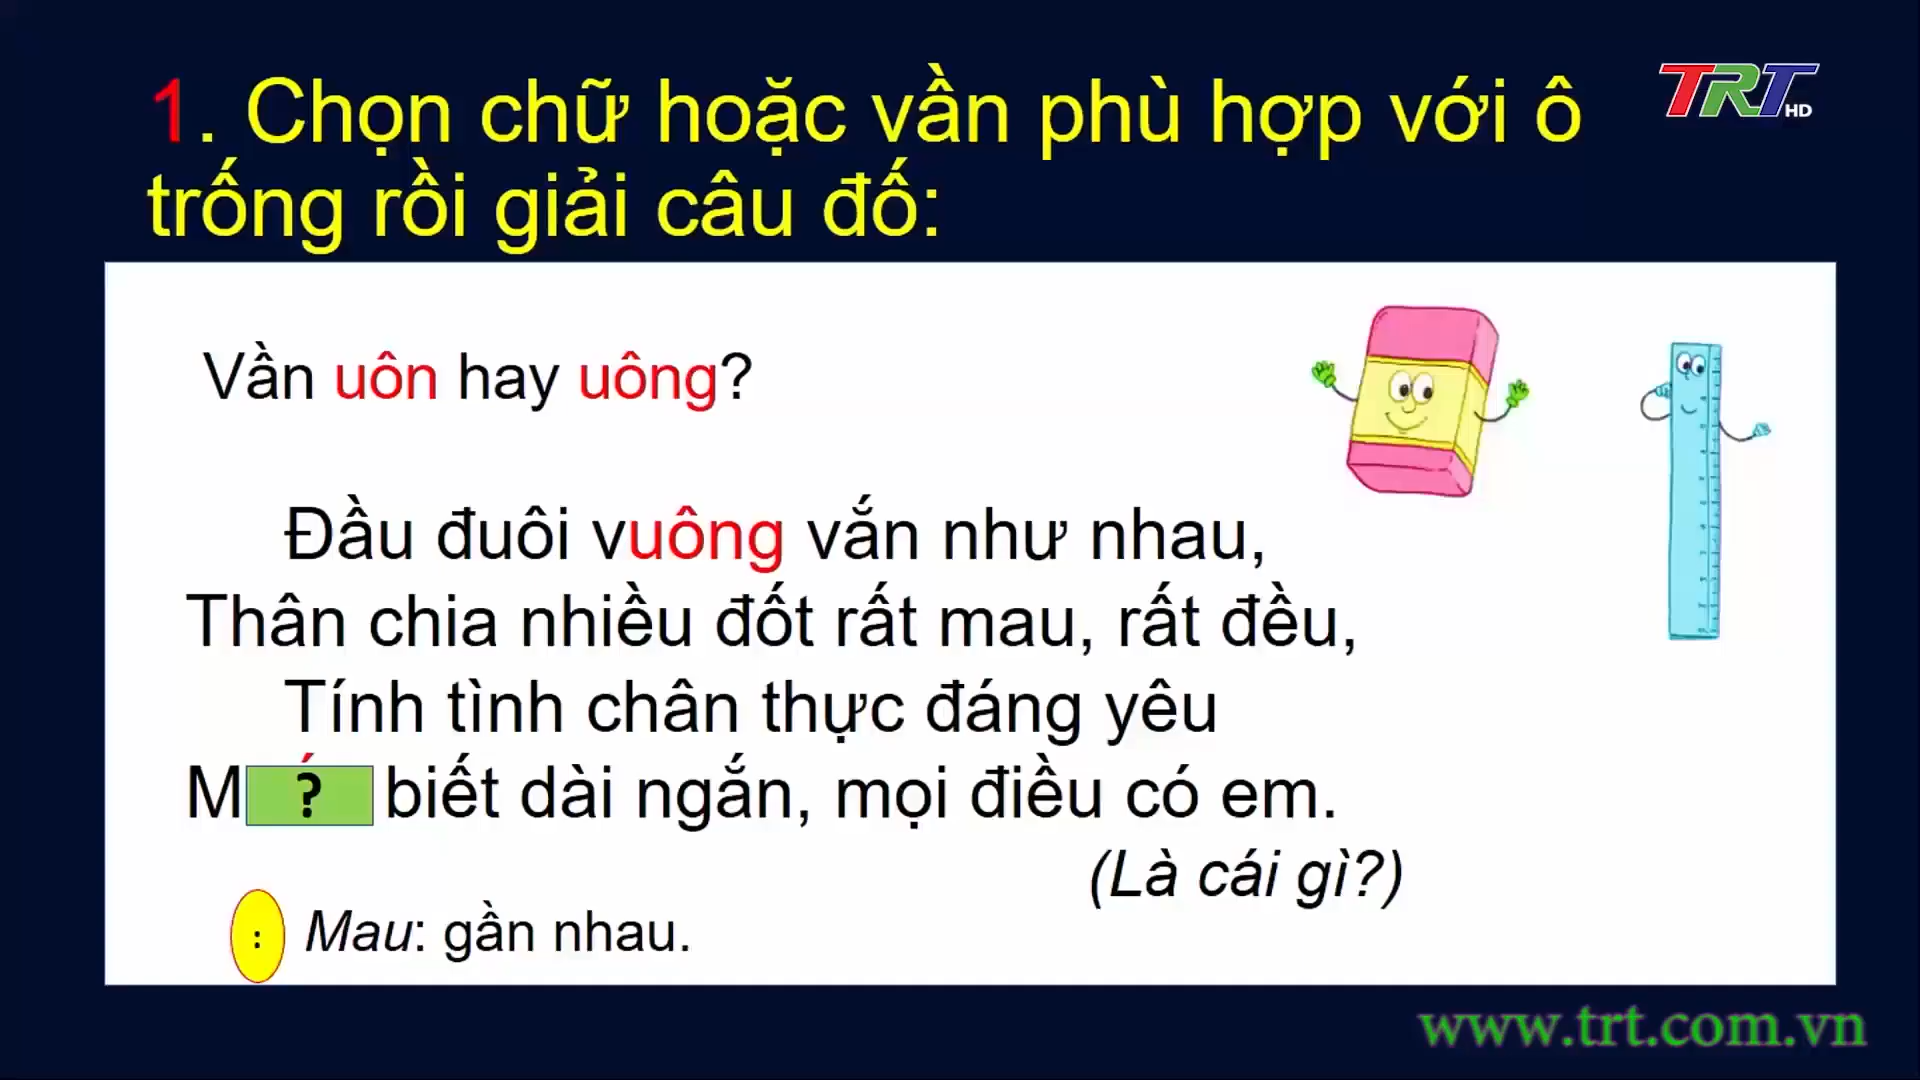 TRT HD
1. Chọn chữ hoặc vần phù hợp với ô
trống rồi giải câu đố:
Vần uôn hay uông?
Đầu đuôi vuông vắn như nhau,
Thân chia nhiều đốt rất mau, rất đều,
Tính tình chân thực đáng yêu
M ? biết dài ngắn, mọi điều có em.
(Là cái gì?)
: Mau: gần nhau.
www.trt.com.vn